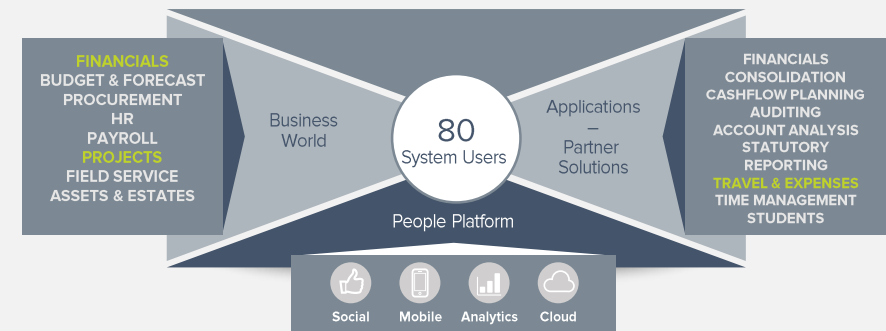 FINANCIALS
BUDGET & FORECAST
PROCUREMENT
HR
PAYROLL
PROJECTS
FIELD SERVICE
ASSETS & ESTATES
Business
World
80
System Users
Applications
–
Partner
Solutions
FINANCIALS
CONSOLIDATION
CASHFLOW PLANNING
AUDITING
ACCOUNT ANALYSIS
STATUTORY
REPORTING
TRAVEL & EXPENSES
TIME MANAGEMENT
STUDENTS
People Platform
Social
Mobile
Analytics
Cloud